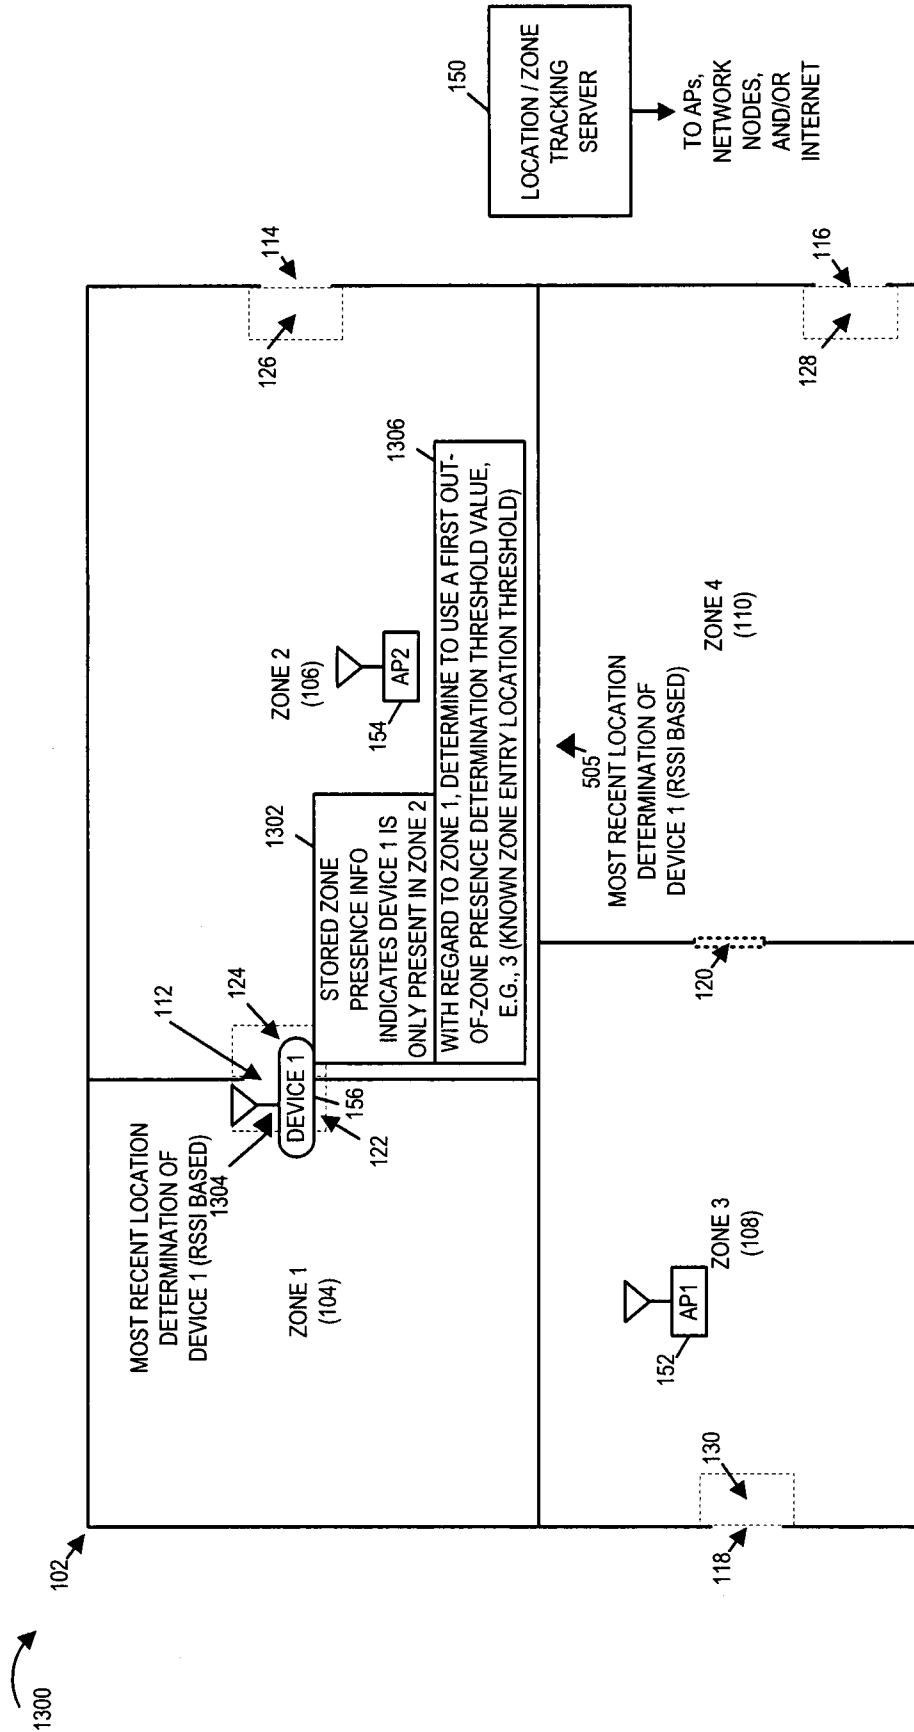 1300
102
MOST RECENT LOCATION
DETERMINATION OF
DEVICE 1 (RSSI BASED)
1304
112
124
DEVICE 1
156
122
ZONE 1
(104)
1302
STORED ZONE
PRESENCE INFO
INDICATES DEVICE 1 IS
ONLY PRESENT IN ZONE 2
ZONE 2
(106)
AP2
154
1306
WITH REGARD TO ZONE 1, DETERMINE TO USE A FIRST OUT-
OF-ZONE PRESENCE DETERMINATION THRESHOLD VALUE,
E.G., 3 (KNOWN ZONE ENTRY LOCATION THRESHOLD)
114
126
150
LOCATION / ZONE
TRACKING
SERVER
TO APs,
NETWORK
NODES,
AND/OR
INTERNET
118
130
AP1
152
ZONE 3
(108)
120
505
MOST RECENT LOCATION
DETERMINATION OF
DEVICE 1 (RSSI BASED)
ZONE 4
(110)
116
128